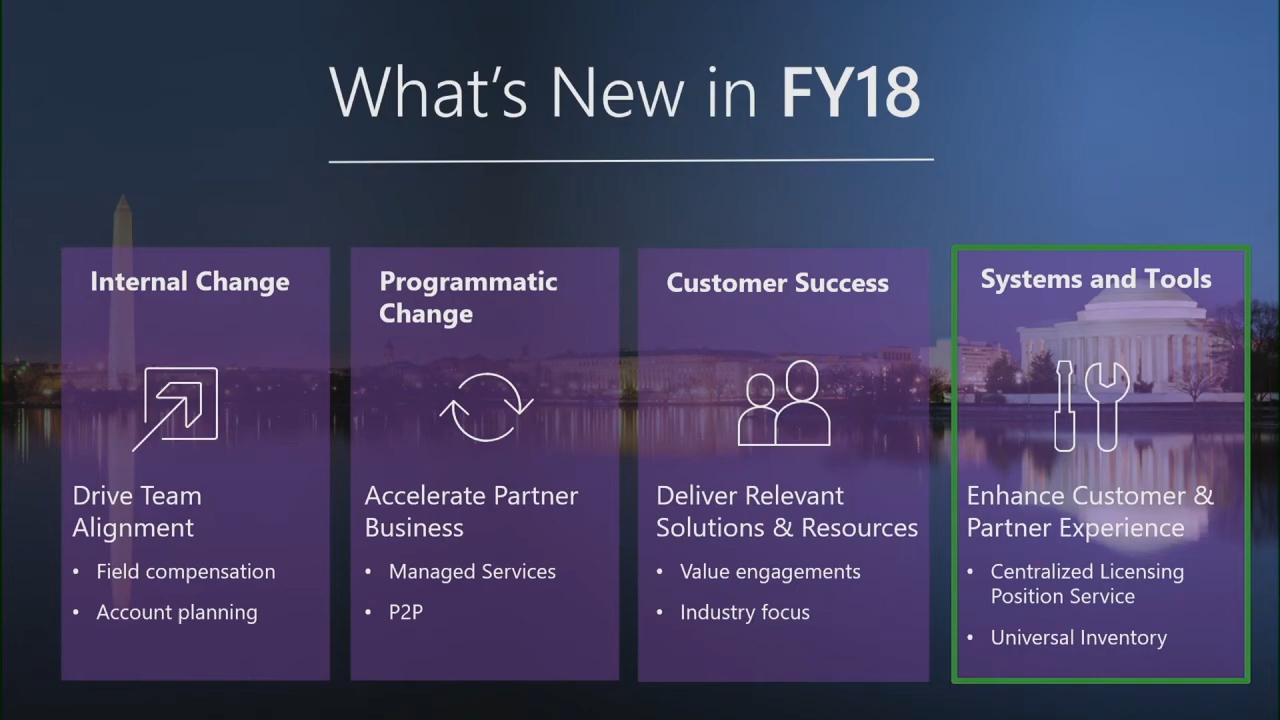 What's New in FY18
Internal Change
Drive Team
Alignment
• Field compensation
• Account planning
Programmatic
Change
Accelerate Partner
Business
• Managed Services
• P2P
Customer Success
Deliver Relevant
Solutions & Resources
• Value engagements
• Industry focus
Systems and Tools
Enhance Customer &
Partner Experience
• Centralized Licensing
Position Service
• Universal Inventory